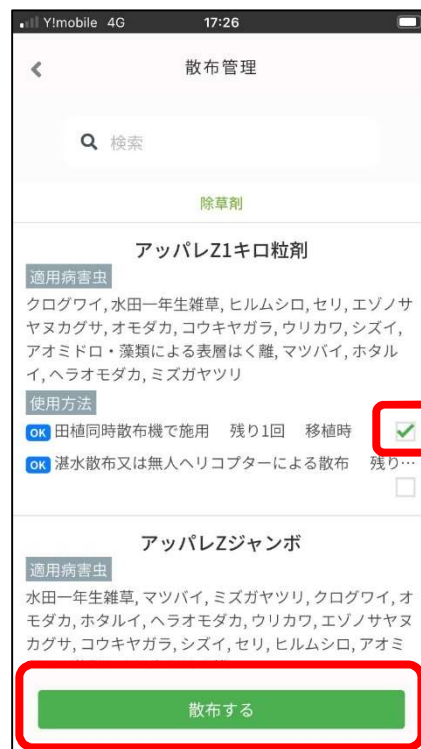 Y!mobile 4G 17:26
散布管理
検索
除草剤
アッパレZ1キロ粒剤
適用病害虫
クログワイ, 水田一年生雑草, ヒルムシロ, セリ, エゾノサ
ヤヌカグサ, オモダカ, コウキヤガラ, ウリカワ, シズイ,
アオミドロ・藻類による表層はく離, マツバイ, ホタル
イ, ヘラオモダカ, ミズガヤツリ
使用方法
OK 田植同時散布機で施用 残り1回 移植時
OK 湛水散布又は無人ヘリコプターによる散布 残り…
アッパレZジャンボ
適用病害虫
水田一年生雑草, マツバイ, ミズガヤツリ, クログワイ, オ
モダカ, ホタルイ, ヘラオモダカ, ウリカワ, エゾノサヤヌ
カグサ, コウキヤガラ, シズイ, セリ, ヒルムシロ, アオミ
散布する